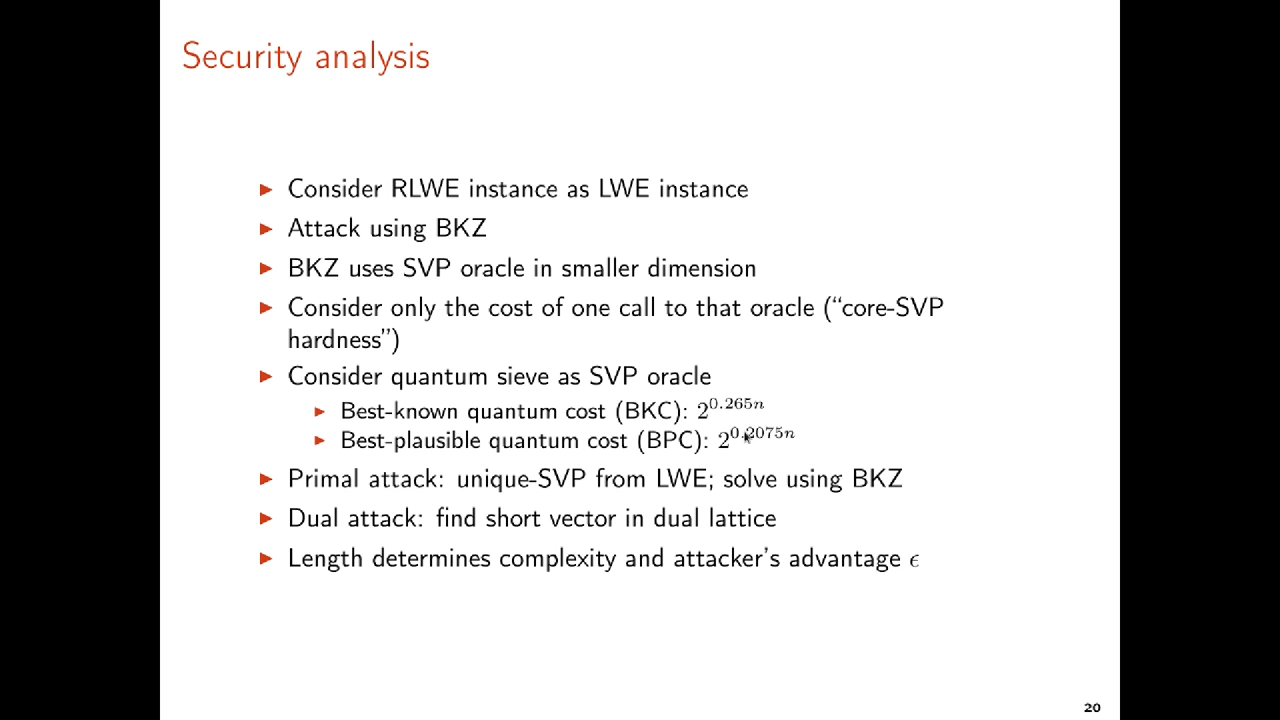 Security analysis
► Consider RLWE instance as LWE instance
► Attack using BKZ
► BKZ uses SVP oracle in smaller dimension
► Consider only the cost of one call to that oracle (“core-SVP
hardness”)
► Consider quantum sieve as SVP oracle
► Best-known quantum cost (BKC): 2^{0.265n}
► Best-plausible quantum cost (BPC): 2^{0.2075n}
► Primal attack: unique-SVP from LWE; solve using BKZ
► Dual attack: find short vector in dual lattice
► Length determines complexity and attacker’s advantage ϵ
20